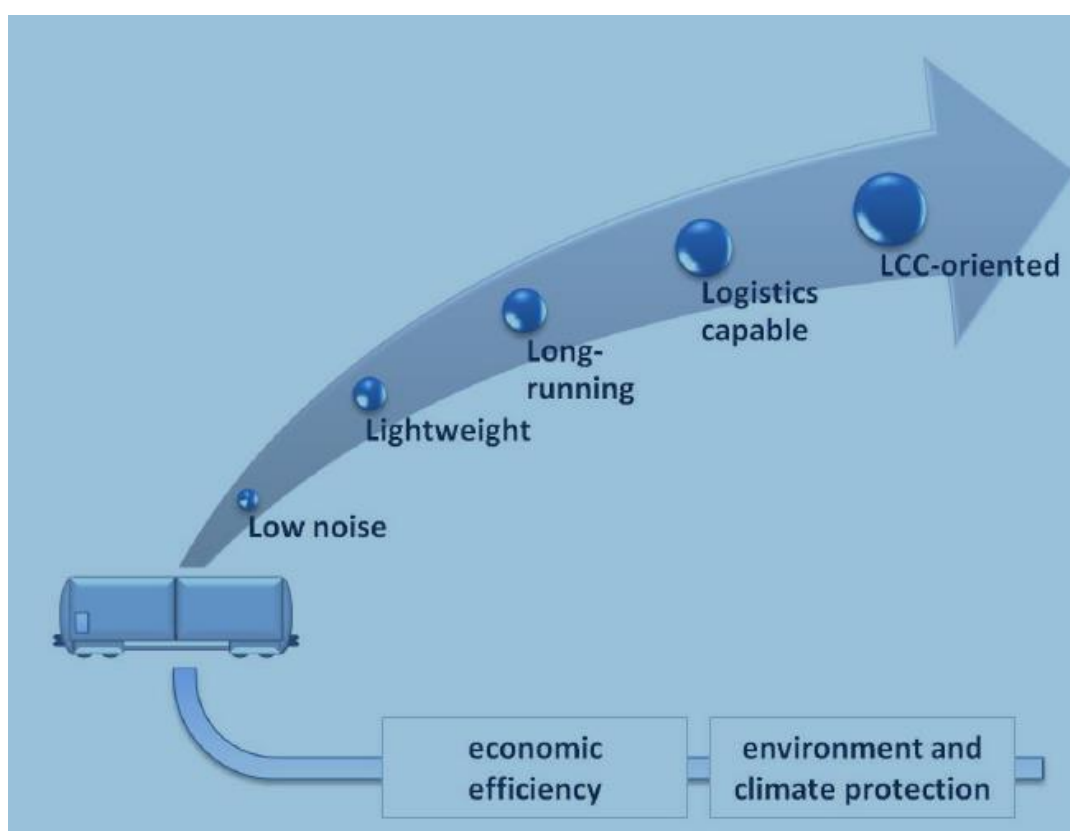 LCC-oriented
Logistics
capable
Long-
running
Lightweight
Low noise
economic
efficiency
environment and
climate protection